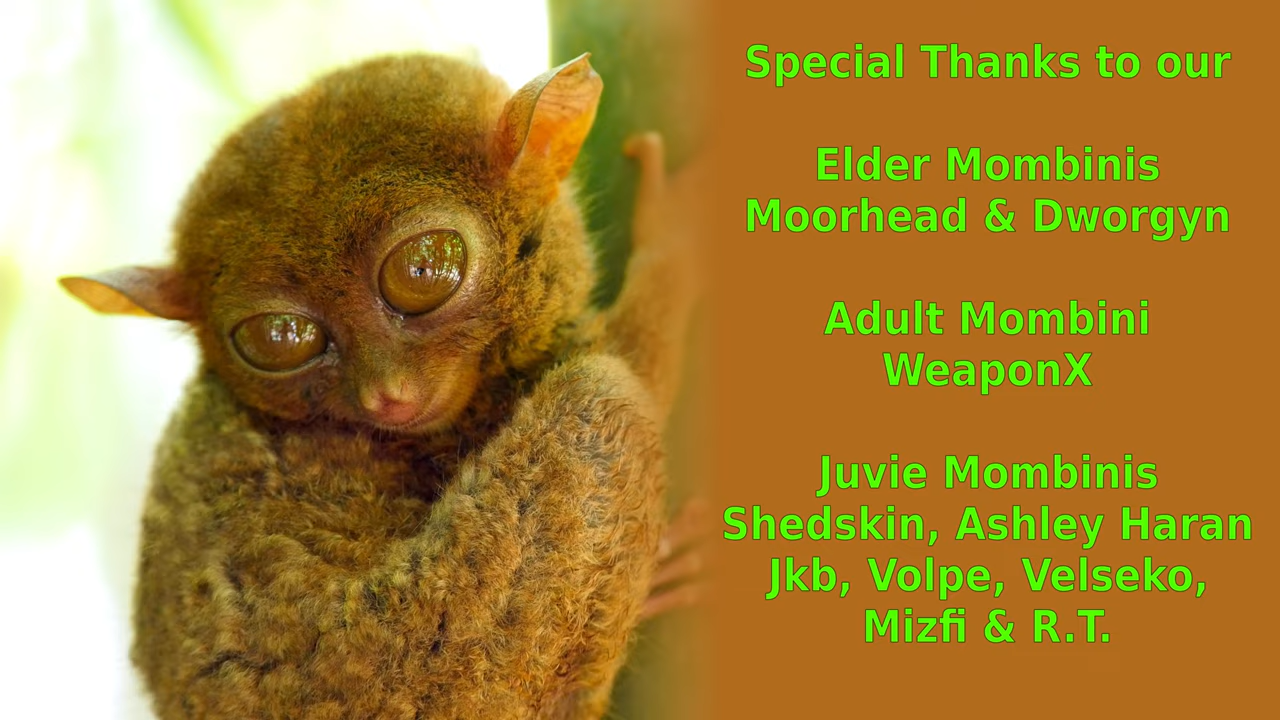 Special Thanks to our
Elder Mombinis
Moorhead & Dworgyn
Adult Mombini
WeaponX
Juvie Mombinis
Shedskin, Ashley Haran
Jkb, Volpe, Velseko,
Mizfi & R.T.